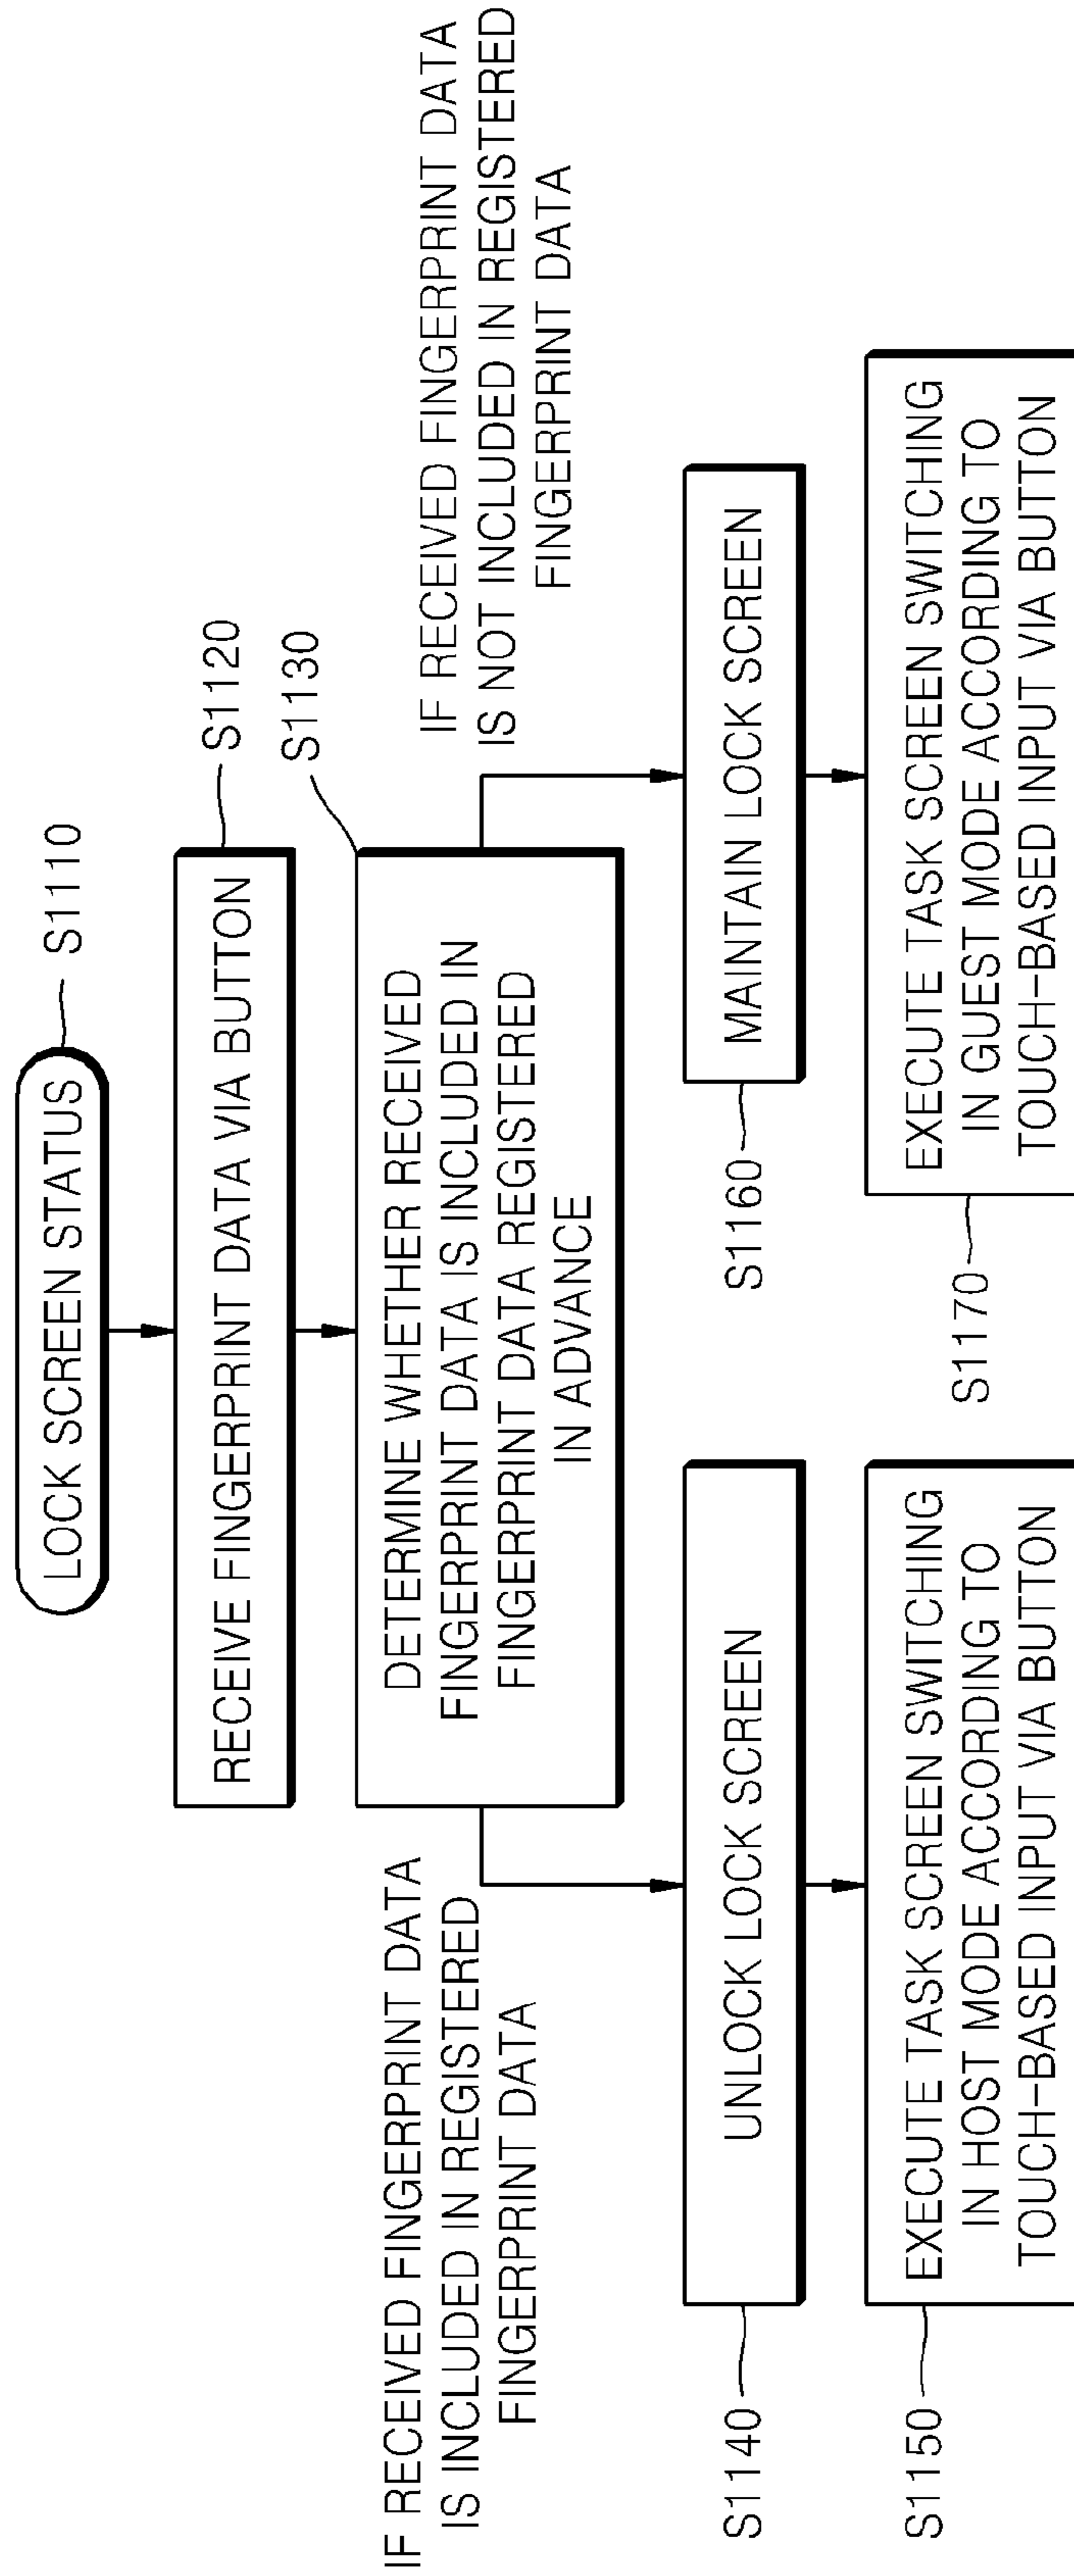 LOCK SCREEN STATUS
S1110
RECEIVE FINGERPRINT DATA VIA BUTTON
S1120
S1130
DETERMINE WHETHER RECEIVED
FINGERPRINT DATA IS INCLUDED IN
FINGERPRINT DATA REGISTERED
IN ADVANCE
IF RECEIVED FINGERPRINT DATA
IS INCLUDED IN REGISTERED
FINGERPRINT DATA
IF RECEIVED FINGERPRINT DATA
IS NOT INCLUDED IN REGISTERED
FINGERPRINT DATA
S1140
UNLOCK LOCK SCREEN
S1160
MAINTAIN LOCK SCREEN
S1150
EXECUTE TASK SCREEN SWITCHING
IN HOST MODE ACCORDING TO
TOUCH-BASED INPUT VIA BUTTON
S1170
EXECUTE TASK SCREEN SWITCHING
IN GUEST MODE ACCORDING TO
TOUCH-BASED INPUT VIA BUTTON